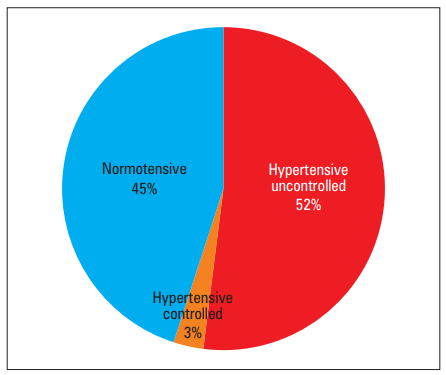 Normotensive
45%
Hypertensive
uncontrolled
52%
Hypertensive
controlled
3%